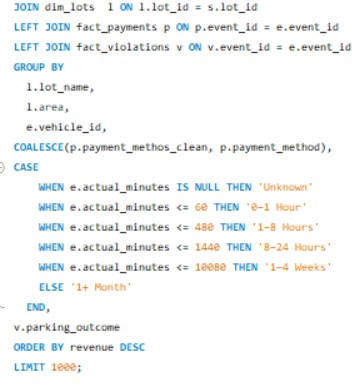 JOIN dim_lots l ON l.lot_id = s.lot_id
LEFT JOIN fact_payments p ON p.event_id = e.event_id
LEFT JOIN fact_violations v ON v.event_id = e.event_id
GROUP BY
l.lot_name,
l.area,
e.vehicle_id,
COALESCE(p.payment_methos_clean, p.payment_method),
CASE
WHEN e.actual_minutes IS NULL THEN 'Unknown'
WHEN e.actual_minutes <= 60 THEN '0-1 Hour'
WHEN e.actual_minutes <= 480 THEN '1-8 Hours'
WHEN e.actual_minutes <= 1440 THEN '8-24 Hours'
WHEN e.actual_minutes <= 10080 THEN '1-4 Weeks'
ELSE '1+ Month'
END,
v.parking_outcome
ORDER BY revenue DESC
LIMIT 1000;